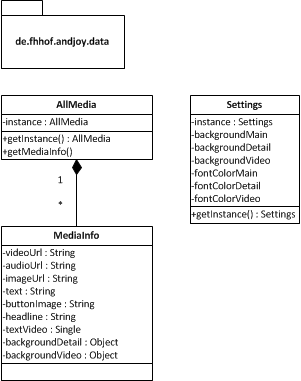 de.fhhof.andjoy.data
AllMedia
-instance : AllMedia
+getInstance() : AllMedia
+getMediaInfo()
1
*
MediaInfo
-videoUrl : String
-audioUrl : String
-imageUrl : String
-text : String
-buttonImage : String
-headline : String
-textVideo : Single
-backgroundDetail : Object
-backgroundVideo : Object
Settings
-instance : Settings
-backgroundMain
-backgroundDetail
-backgroundVideo
-fontColorMain
-fontColorDetail
-fontColorVideo
+getInstance() : Settings